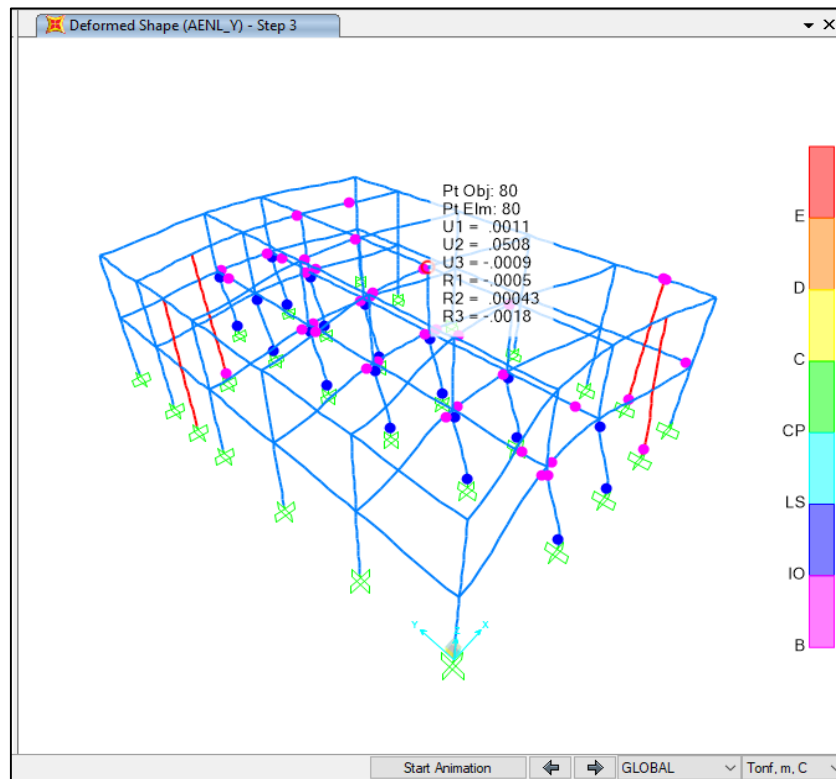 Deformed Shape (AENL_Y) - Step 3
Pt Obj: 80
Pt Elm: 80
U1 = .0011
U2 = .0508
U3 = -.0009
R1 = -.0005
R2 = .00043
R3 = -.0018
E
D
C
CP
LS
IO
B
Y
X
Start Animation
GLOBAL
Tonf, m, C